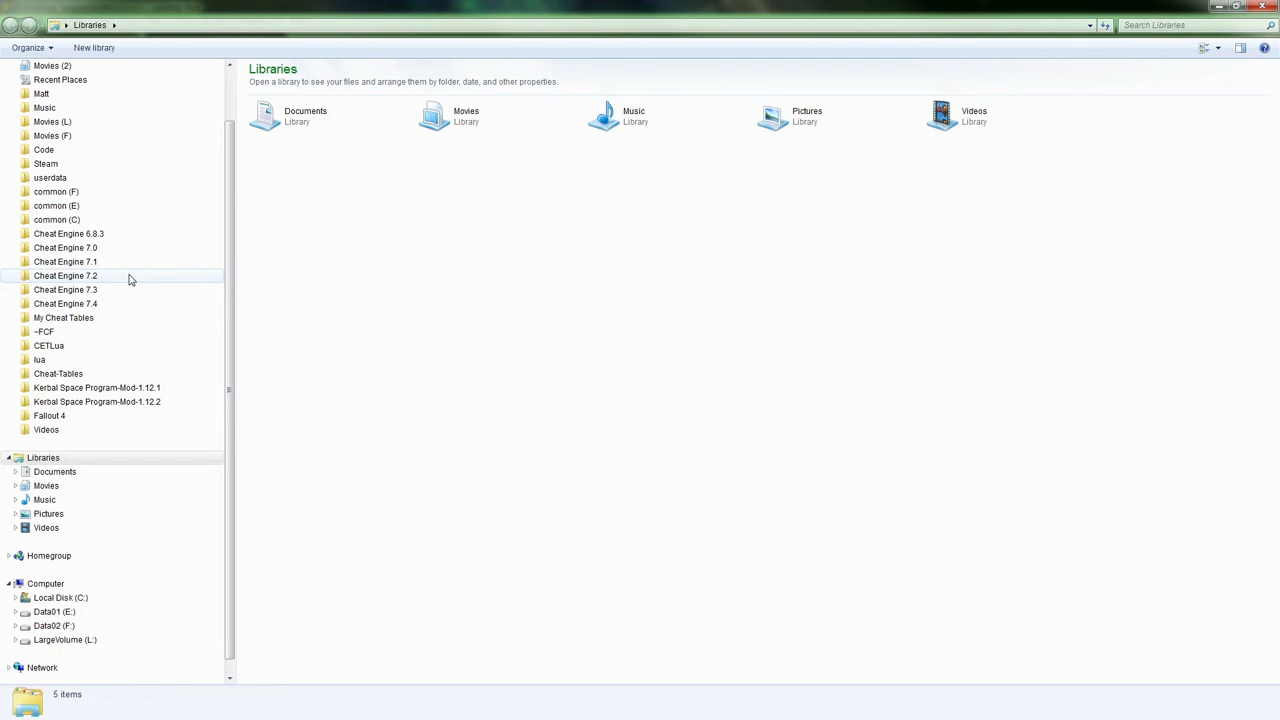 Libraries
Search Libraries
Organize
New library
Movies (2)
Recent Places
Matt
Music
Movies (L)
Movies (F)
Code
Steam
userdata
common (F)
common (E)
common (C)
Cheat Engine 6.8.3
Cheat Engine 7.0
Cheat Engine 7.1
Cheat Engine 7.2
Cheat Engine 7.3
Cheat Engine 7.4
My Cheat Tables
~FCF
CETLua
lua
Cheat-Tables
Kerbal Space Program-Mod-1.12.1
Kerbal Space Program-Mod-1.12.2
Fallout 4
Videos
Libraries
Documents
Movies
Music
Pictures
Videos
Homegroup
Computer
Local Disk (C:)
Data01 (E:)
Data02 (F:)
LargeVolume (L:)
Network
Libraries
Open a library to see your files and arrange them by folder, date, and other properties.
Documents
Library
Movies
Library
Music
Library
Pictures
Library
Videos
Library
5 items